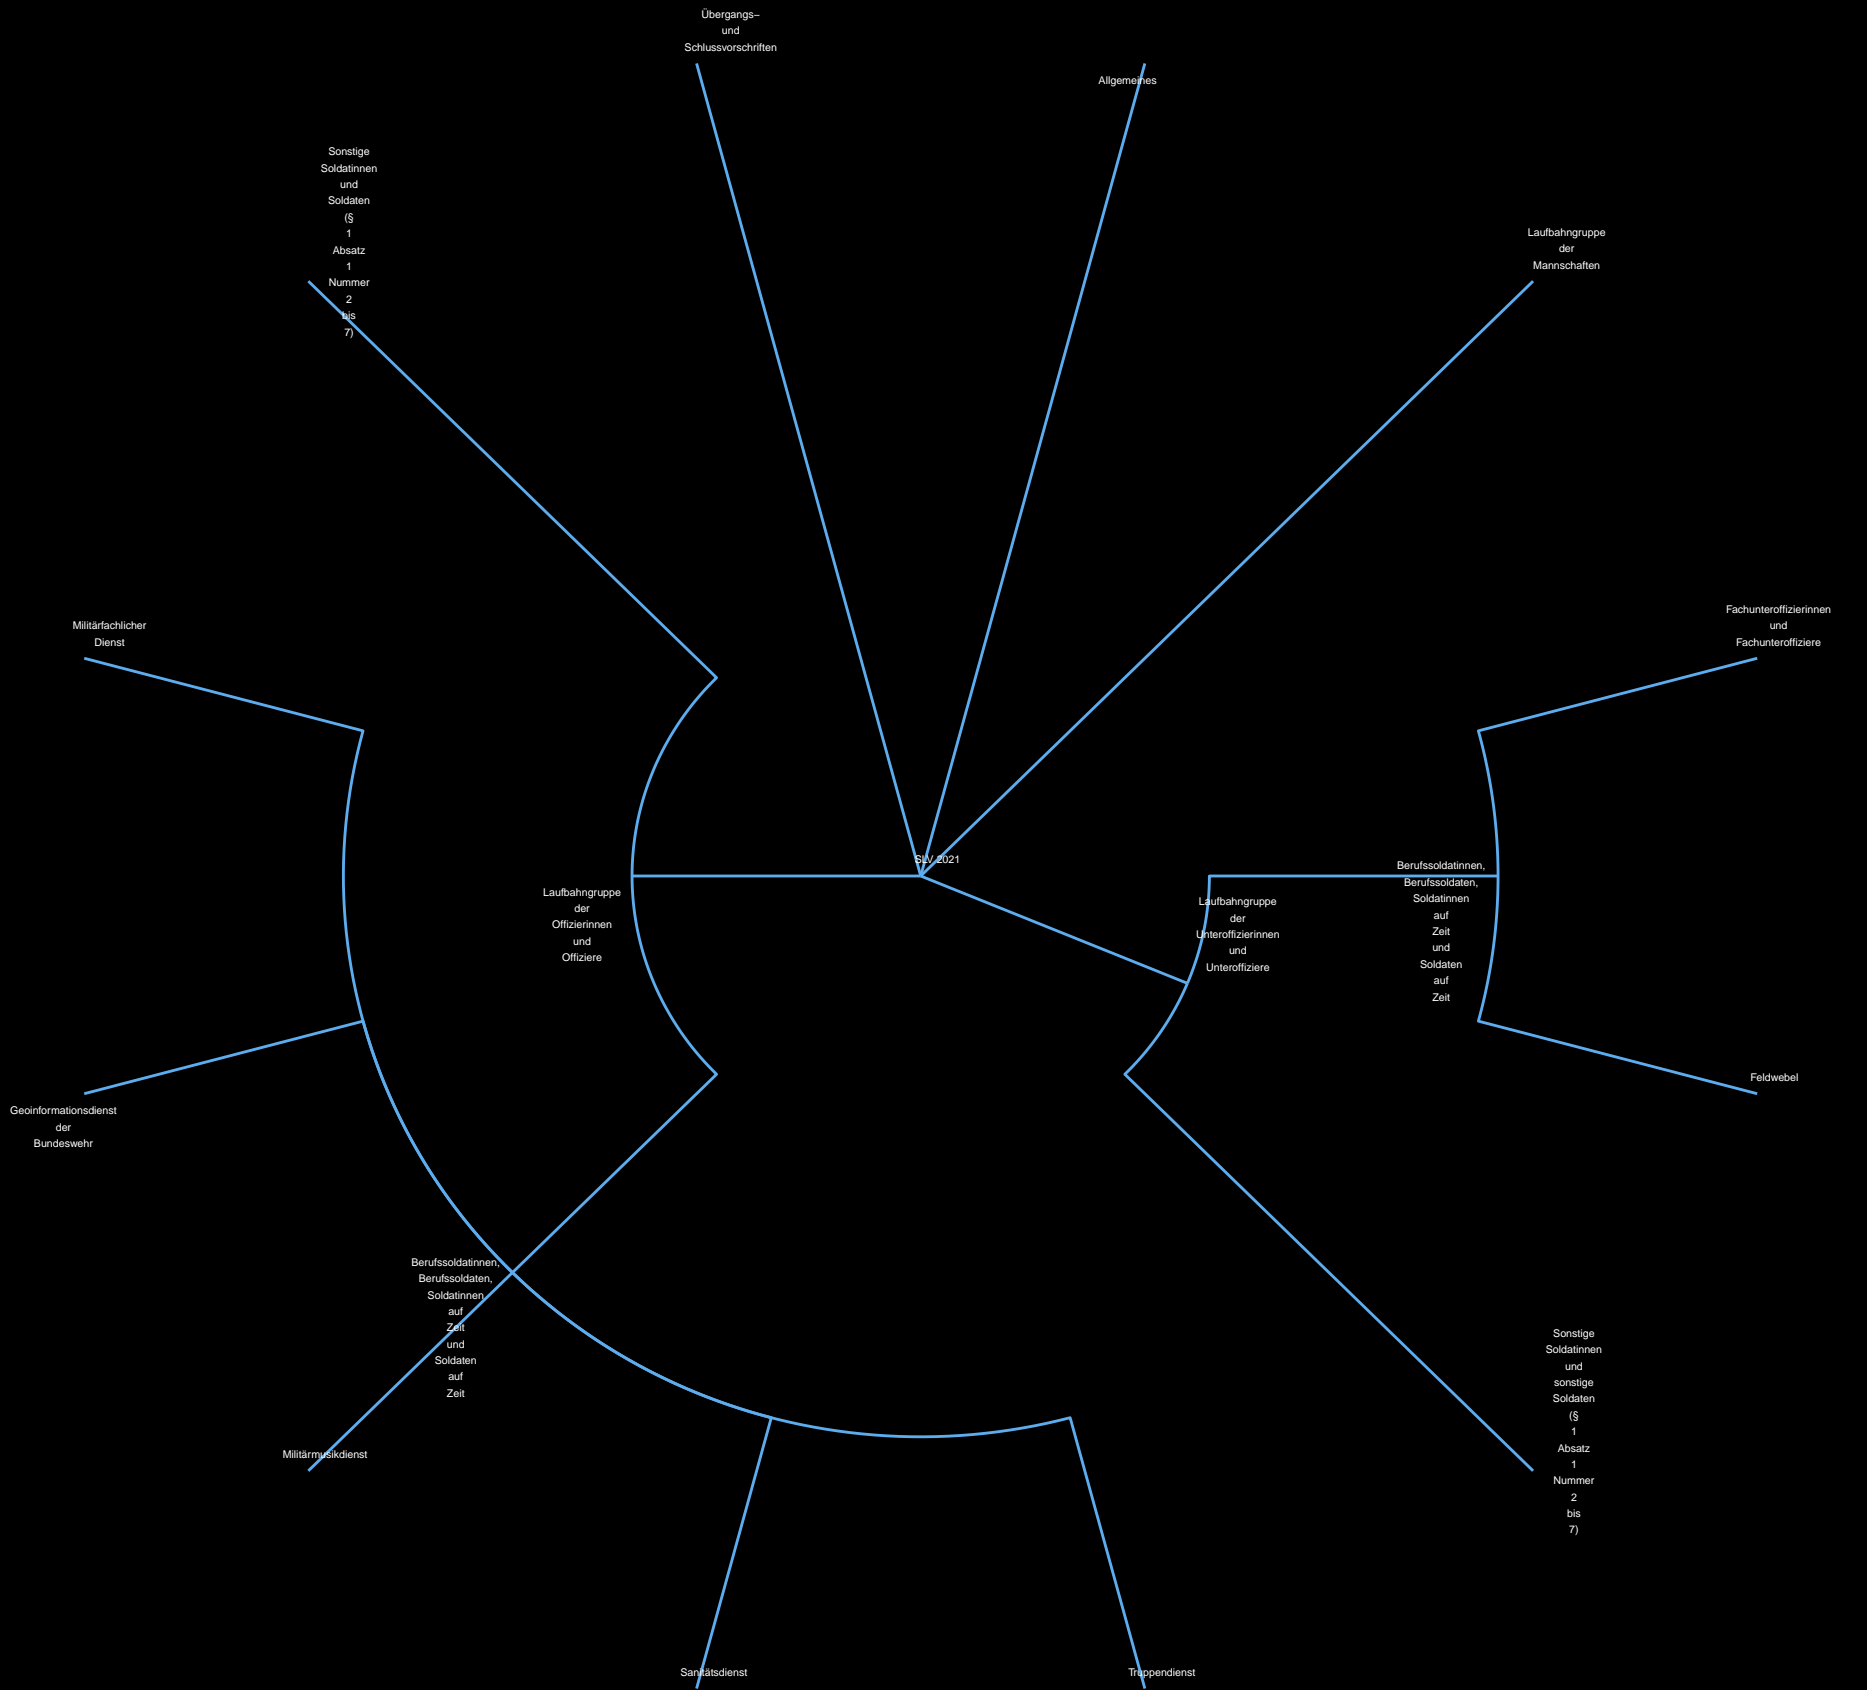 Übergangs–
und
Schlussvorschriften
Allgemeines
Sonstige
Soldatinnen
und
Soldaten
(§
1
Absatz
1
Nummer
2
bis
7)
Laufbahngruppe
der
Mannschaften
Militärfachlicher
Dienst
Fachunteroffizierinnen
und
Fachunteroffiziere
SLV 2021
Laufbahngruppe
der
Offizierinnen
und
Offiziere
Laufbahngruppe
der
Unteroffizierinnen
und
Unteroffiziere
Berufssoldatinnen,
Berufssoldaten,
Soldatinnen
auf
Zeit
und
Soldaten
auf
Zeit
Geoinformationsdienst
der
Bundeswehr
Feldwebel
Berufssoldatinnen,
Berufssoldaten,
Soldatinnen
auf
Zeit
und
Soldaten
auf
Zeit
Militärmusikdienst
Sonstige
Soldatinnen
und
sonstige
Soldaten
(§
1
Absatz
1
Nummer
2
bis
7)
Sanitätsdienst
Truppendienst